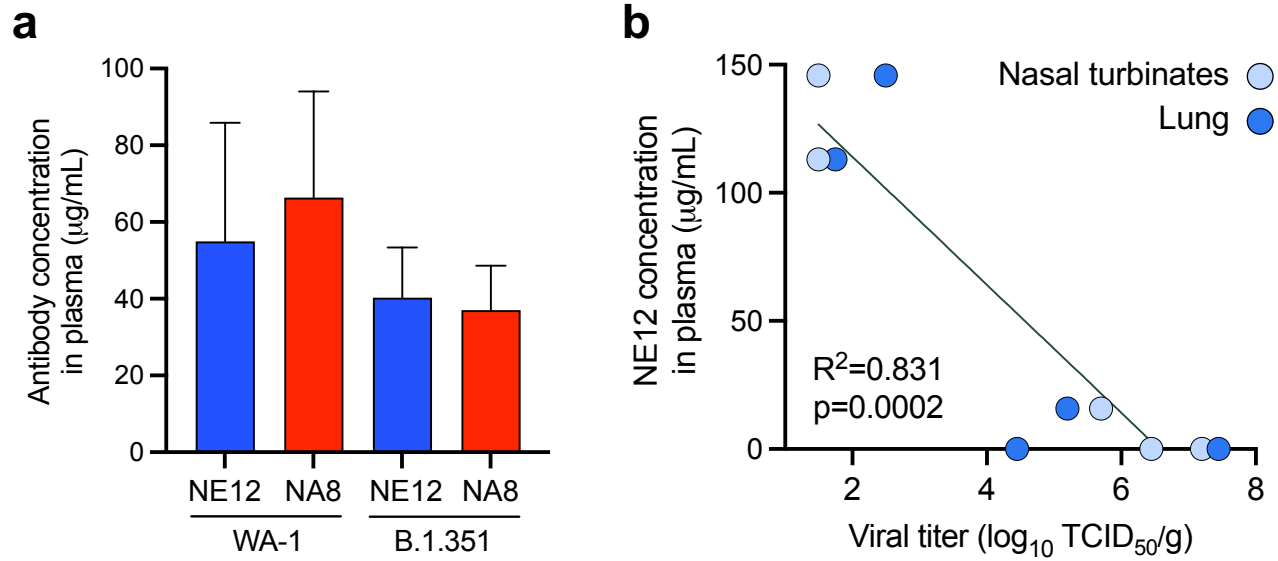 a
Antibody concentration
in plasma (μg/mL)
100
80
60
40
20
0
NE12 NA8 NE12 NA8
WA-1 B.1.351
b
NE12 concentration
in plasma (μg/mL)
150
100
50
0
Nasal turbinates
Lung
R²=0.831
p=0.0002
2 4 6 8
Viral titer (log₁₀ TCID₅₀/g)